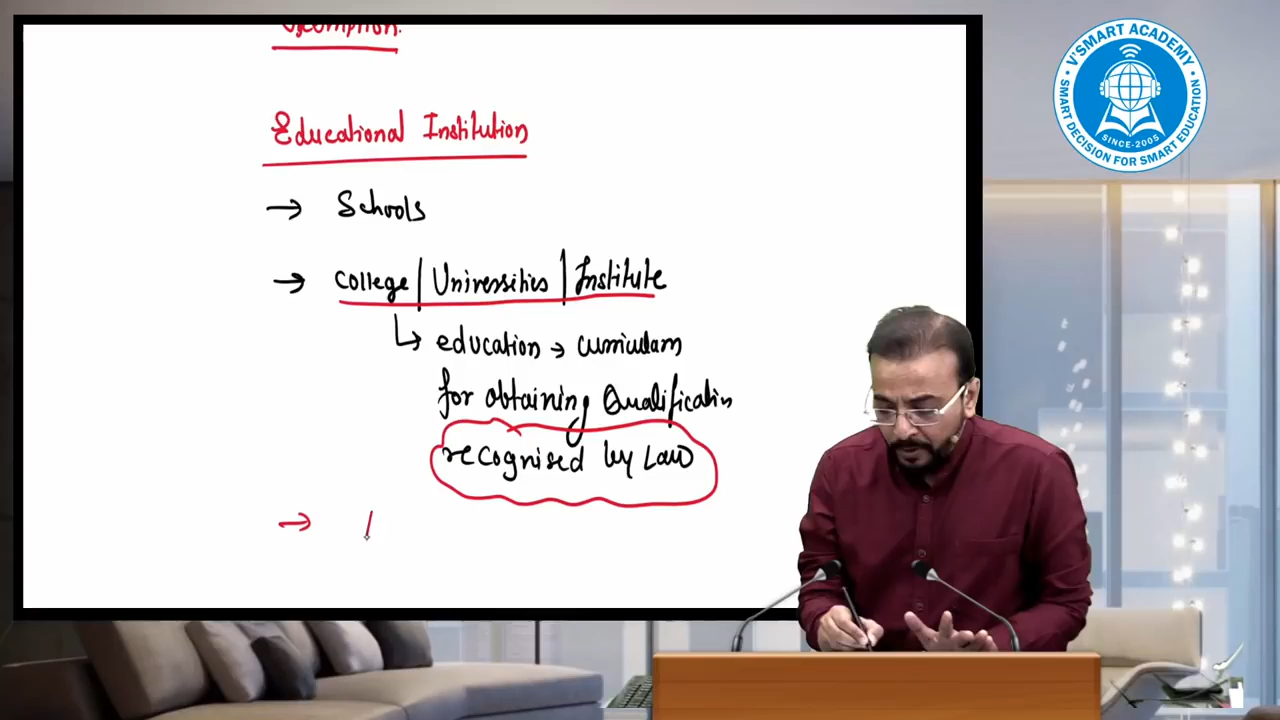 Exemption.
Educational Institution
→ Schools
→ College | Universities | Institute
↳ education → curriculam
for obtaining Qualification
recognised by Law
→
V'SMART ACADEMY
SINCE-2005
SMART DECISION FOR SMART EDUCATION